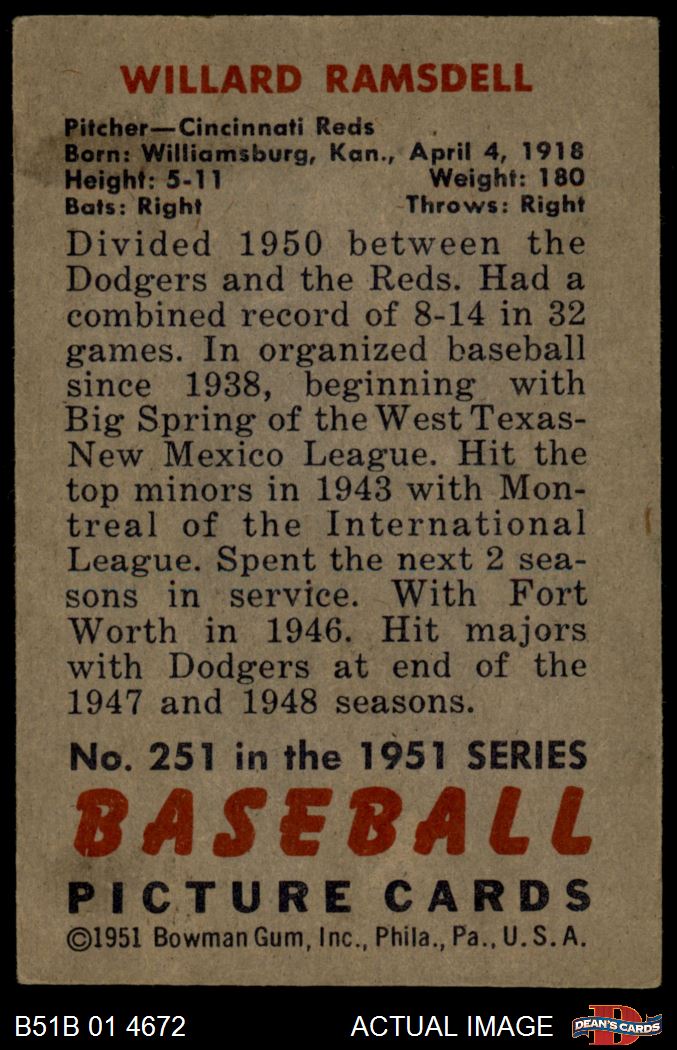 WILLARD RAMSDELL
Pitcher—Cincinnati Reds
Born: Williamsburg, Kan., April 4, 1918
Height: 5-11 Weight: 180
Bats: Right Throws: Right
Divided 1950 between the
Dodgers and the Reds. Had a
combined record of 8-14 in 32
games. In organized baseball
since 1938, beginning with
Big Spring of the West Texas-
New Mexico League. Hit the
top minors in 1943 with Mon-
treal of the International
League. Spent the next 2 sea-
sons in service. With Fort
Worth in 1946. Hit majors
with Dodgers at end of the
1947 and 1948 seasons.
No. 251 in the 1951 SERIES
BASEBALL
PICTURE CARDS
©1951 Bowman Gum, Inc., Phila., Pa., U. S. A.
B51B 01 4672 ACTUAL IMAGE DEAN'S CARDS